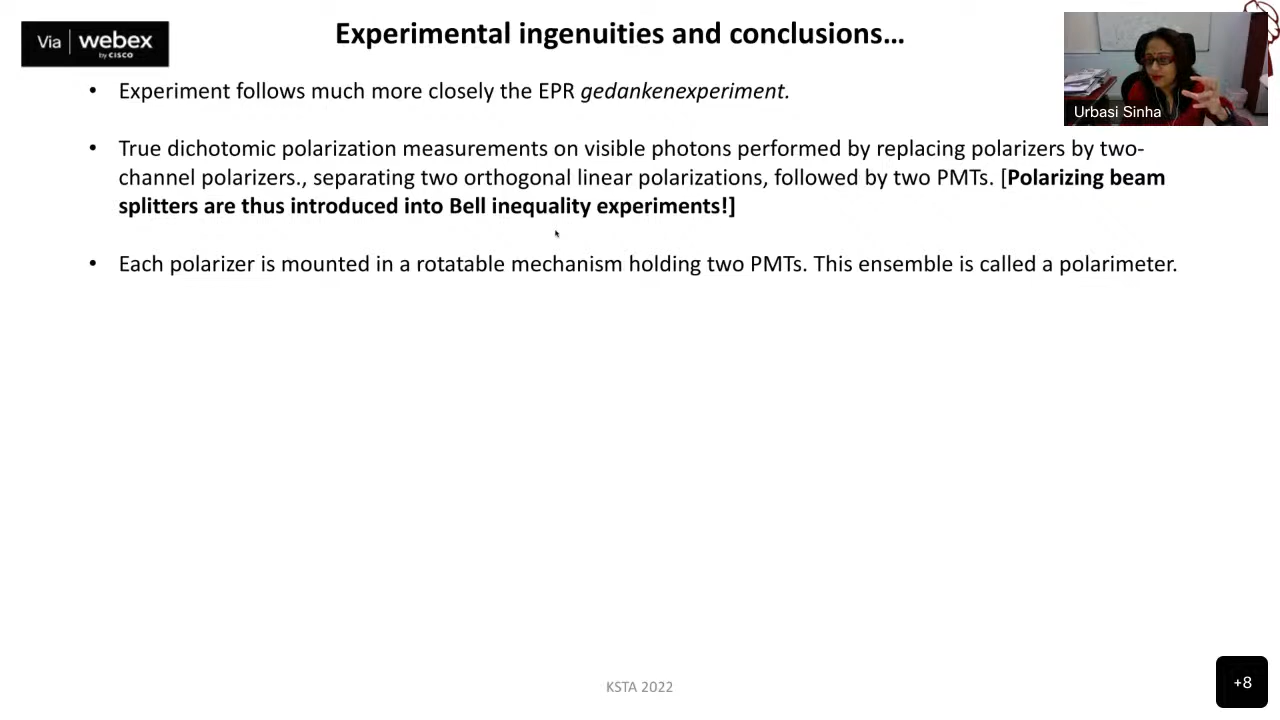 Via webex
by CISCO
Experimental ingenuities and conclusions…
Urbasi Sinha
• Experiment follows much more closely the EPR gedankenexperiment.
• True dichotomic polarization measurements on visible photons performed by replacing polarizers by two-
channel polarizers., separating two orthogonal linear polarizations, followed by two PMTs. [Polarizing beam
splitters are thus introduced into Bell inequality experiments!]
• Each polarizer is mounted in a rotatable mechanism holding two PMTs. This ensemble is called a polarimeter.
KSTA 2022
+8